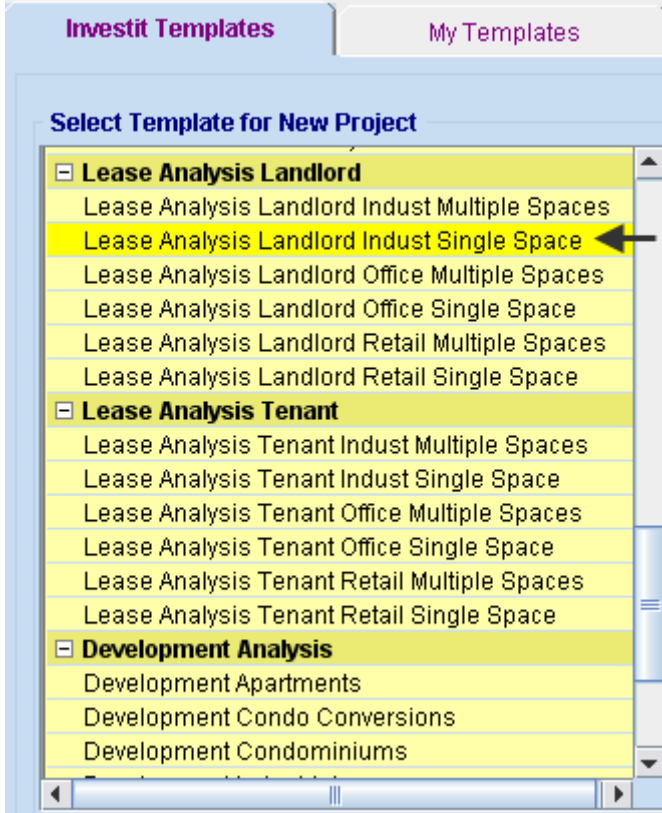 Investit Templates
My Templates
Select Template for New Project
Lease Analysis Landlord
Lease Analysis Landlord Indust Multiple Spaces
Lease Analysis Landlord Indust Single Space
Lease Analysis Landlord Office Multiple Spaces
Lease Analysis Landlord Office Single Space
Lease Analysis Landlord Retail Multiple Spaces
Lease Analysis Landlord Retail Single Space
Lease Analysis Tenant
Lease Analysis Tenant Indust Multiple Spaces
Lease Analysis Tenant Indust Single Space
Lease Analysis Tenant Office Multiple Spaces
Lease Analysis Tenant Office Single Space
Lease Analysis Tenant Retail Multiple Spaces
Lease Analysis Tenant Retail Single Space
Development Analysis
Development Apartments
Development Condo Conversions
Development Condominiums